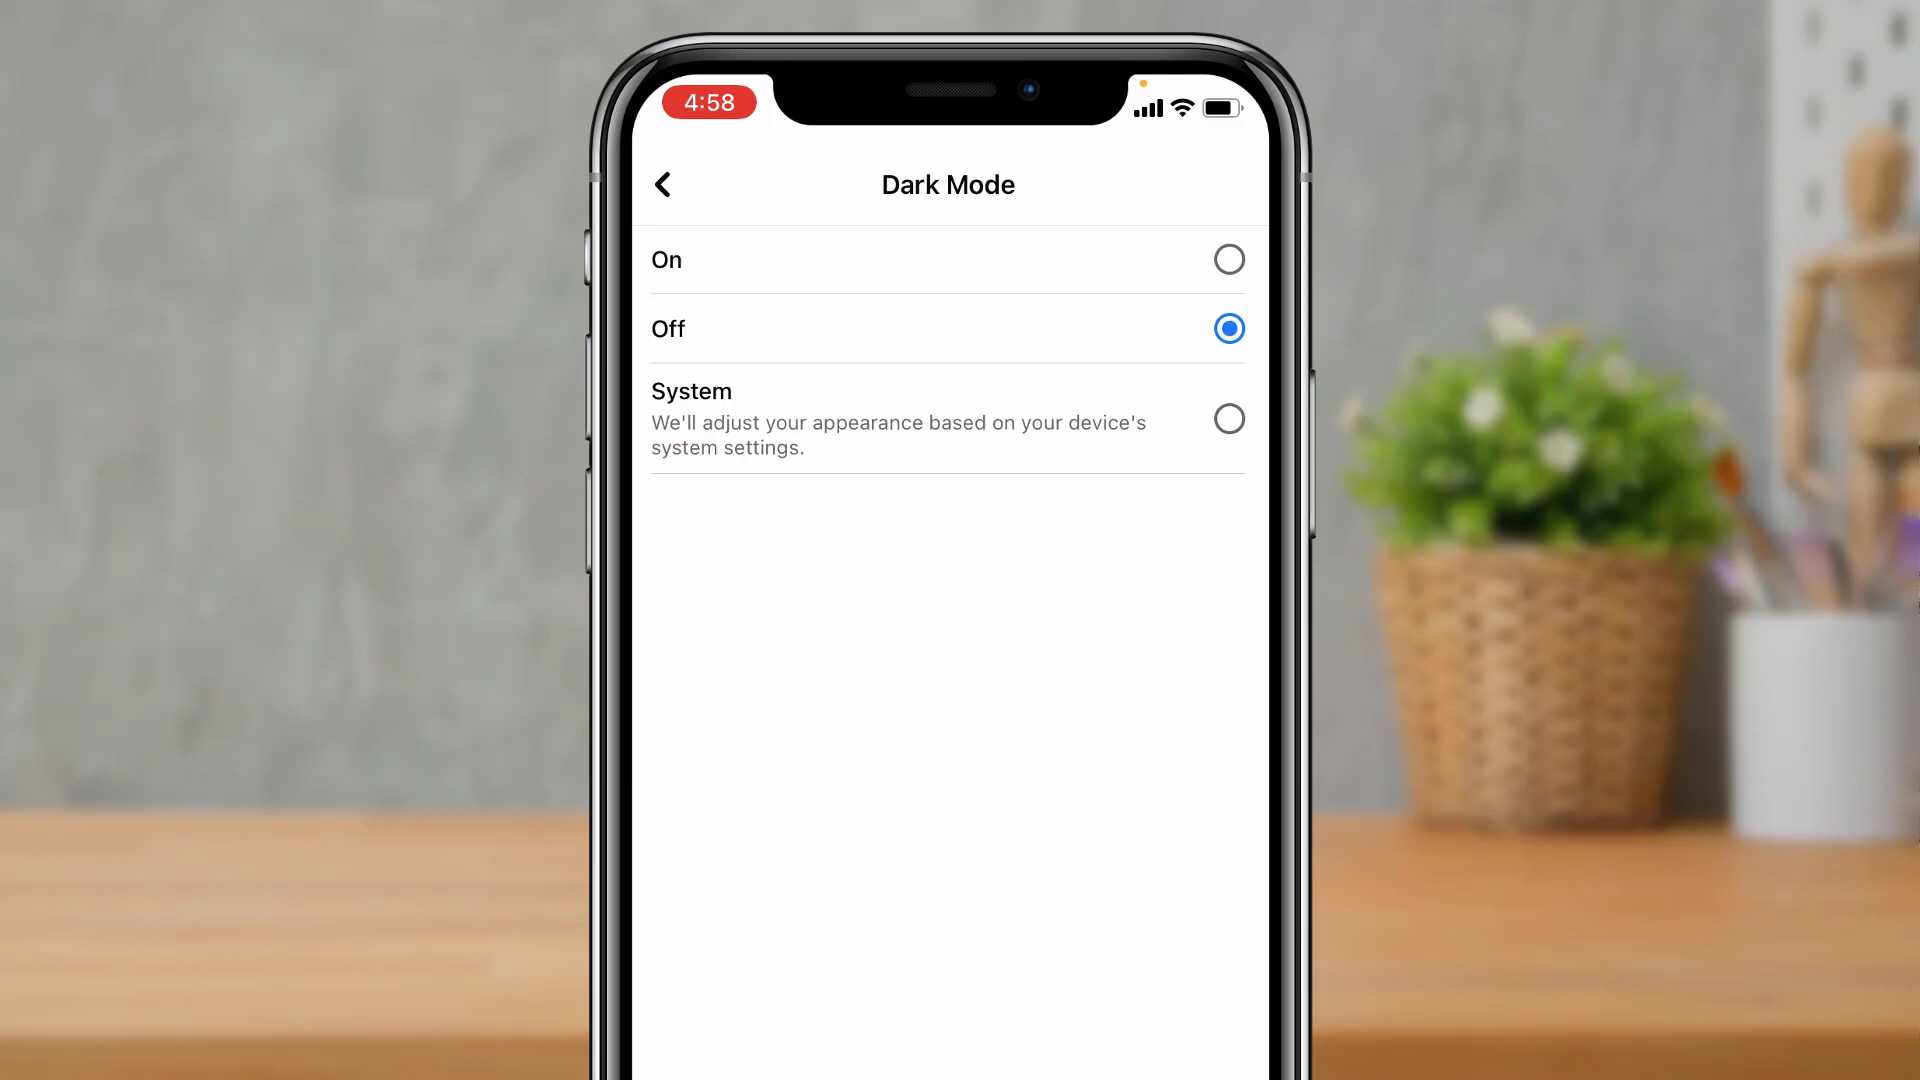 4:58
Dark Mode
On
Off
System
We'll adjust your appearance based on your device's
system settings.